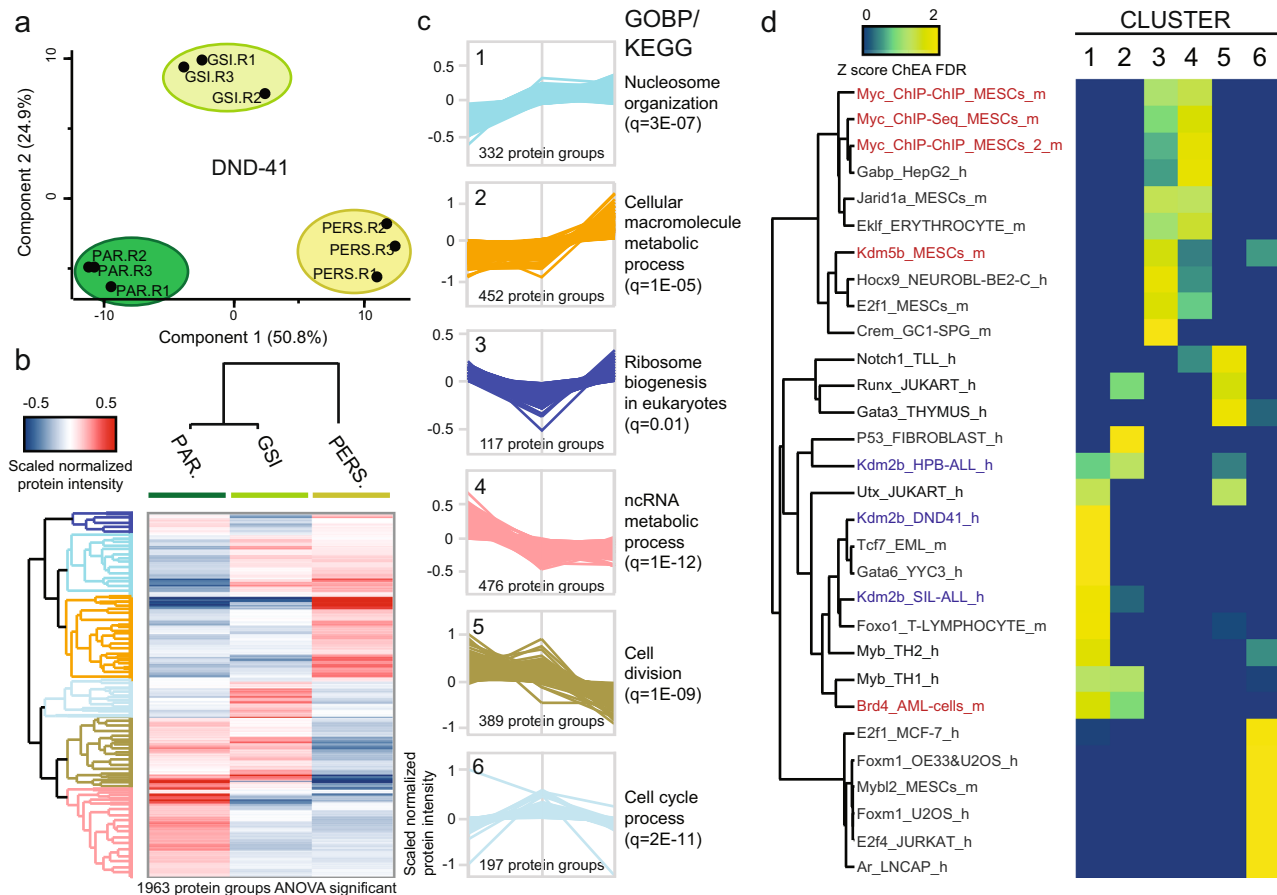 a
10
0
Component 2 (24.9%)
GSI.R1
GSI.R3
GSI.R2
DND-41
PERS.R2
PERS.R3
PERS.R1
PAR.R2
PAR.R3
PAR.R1
-10
0
10
Component 1 (50.8%)
b
-0.5
0.5
Scaled normalized
protein intensity
PAR.
GSI
PERS.
1963 protein groups ANOVA significant
c
GOBP/
KEGG
1
0.5
0
-0.5
332 protein groups
Nucleosome
organization
(q=3E-07)
2
1
0
-1
452 protein groups
Cellular
macromolecule
metabolic
process
(q=1E-05)
3
0.5
0
-0.5
117 protein groups
Ribosome
biogenesis
in eukaryotes
(q=0.01)
4
0.5
0
-0.5
476 protein groups
ncRNA
metabolic
process
(q=1E-12)
5
1
0
-1
389 protein groups
Cell
division
(q=1E-09)
6
1
0
-1
197 protein groups
Cell cycle
process
(q=2E-11)
Scaled normalized
protein intensity
d
0
2
Z score ChEA FDR
CLUSTER
1 2 3 4 5 6
Myc_ChIP-ChIP_MESCs_m
Myc_ChIP-Seq_MESCs_m
Myc_ChIP-ChIP_MESCs_2_m
Gabp_HepG2_h
Jarid1a_MESCs_m
Eklf_ERYTHROCYTE_m
Kdm5b_MESCs_m
Hocx9_NEUROBL-BE2-C_h
E2f1_MESCs_m
Crem_GC1-SPG_m
Notch1_TLL_h
Runx_JUKART_h
Gata3_THYMUS_h
P53_FIBROBLAST_h
Kdm2b_HPB-ALL_h
Utx_JUKART_h
Kdm2b_DND41_h
Tcf7_EML_m
Gata6_YYC3_h
Kdm2b_SIL-ALL_h
Foxo1_T-LYMPHOCYTE_m
Myb_TH2_h
Myb_TH1_h
Brd4_AML-cells_m
E2f1_MCF-7_h
Foxm1_OE33&U2OS_h
Mybl2_MESCs_m
Foxm1_U2OS_h
E2f4_JURKAT_h
Ar_LNCAP_h